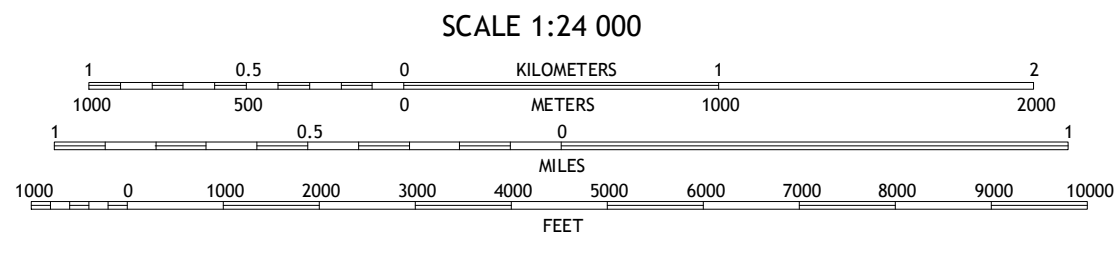 SCALE 1:24 000
1 0.5 0 KILOMETERS 1 2
1000 500 0 METERS 1000 2000
1 0.5 0 1
MILES
1000 0 1000 2000 3000 4000 5000 6000 7000 8000 9000 10000
FEET